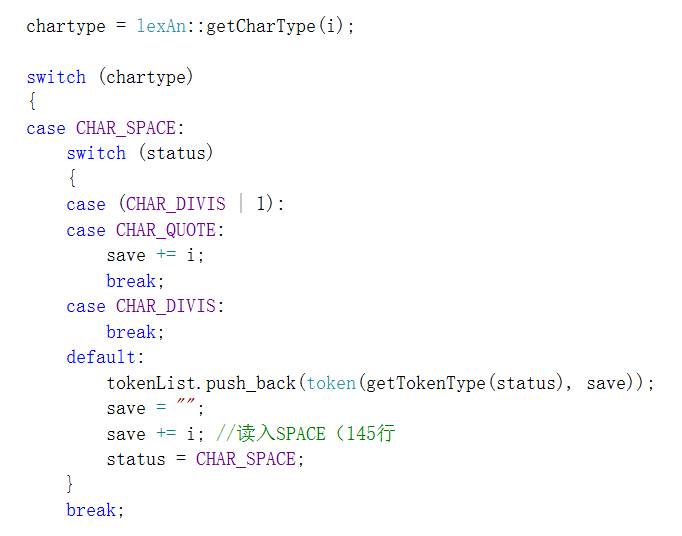 chartype = lexAn::getCharType(i);
switch (chartype)
{
case CHAR_SPACE:
    switch (status)
    {
    case (CHAR_DIVIS | 1):
    case CHAR_QUOTE:
        save += i;
        break;
    case CHAR_DIVIS:
        break;
    default:
        tokenList.push_back(token(getTokenType(status), save));
        save = "";
        save += i; //读入SPACE（145行
        status = CHAR_SPACE;
    }
    break;